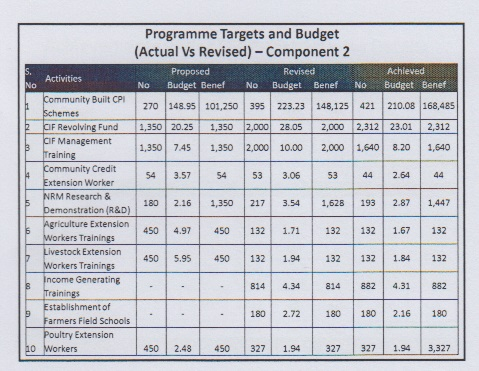 Programme Targets and Budget
(Actual Vs Revised) – Component 2
S. No Activities Proposed Revised Achieved
No Budget Benef No Budget Benef No Budget Benef
1 Community Built CPI Schemes 270 148.95 101,250 395 223.23 148,125 421 210.08 168,485
2 CIF Revolving Fund 1,350 20.25 1,350 2,000 28.05 2,000 2,312 23.01 2,312
3 CIF Management Training 1,350 7.45 1,350 2,000 10.00 2,000 1,640 8.20 1,640
4 Community Credit Extension Worker 54 3.57 54 53 3.06 53 44 2.64 44
5 NRM Research & Demonstration (R&D) 180 2.16 1,350 217 3.54 1,628 193 2.87 1,447
6 Agriculture Extension Workers Trainings 450 4.97 450 132 1.71 132 132 1.67 132
7 Livestock Extension Workers Trainings 450 5.95 450 132 1.94 132 132 1.84 132
8 Income Generating Trainings - - - 814 4.34 814 882 4.31 882
9 Establishment of Farmers Field Schools - - - 180 2.72 180 180 2.16 180
10 Poultry Extension Workers 450 2.48 450 327 1.94 327 327 1.94 3,327